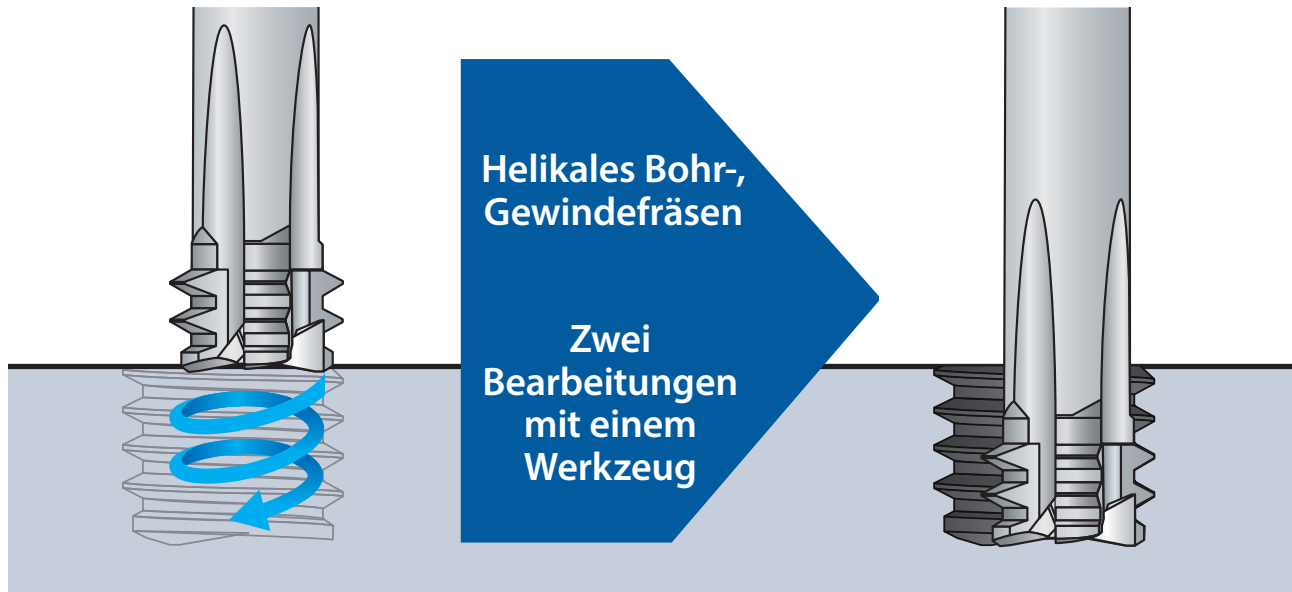 Helikales Bohr-,
Gewindefräsen
Zwei
Bearbeitungen
mit einem
Werkzeug